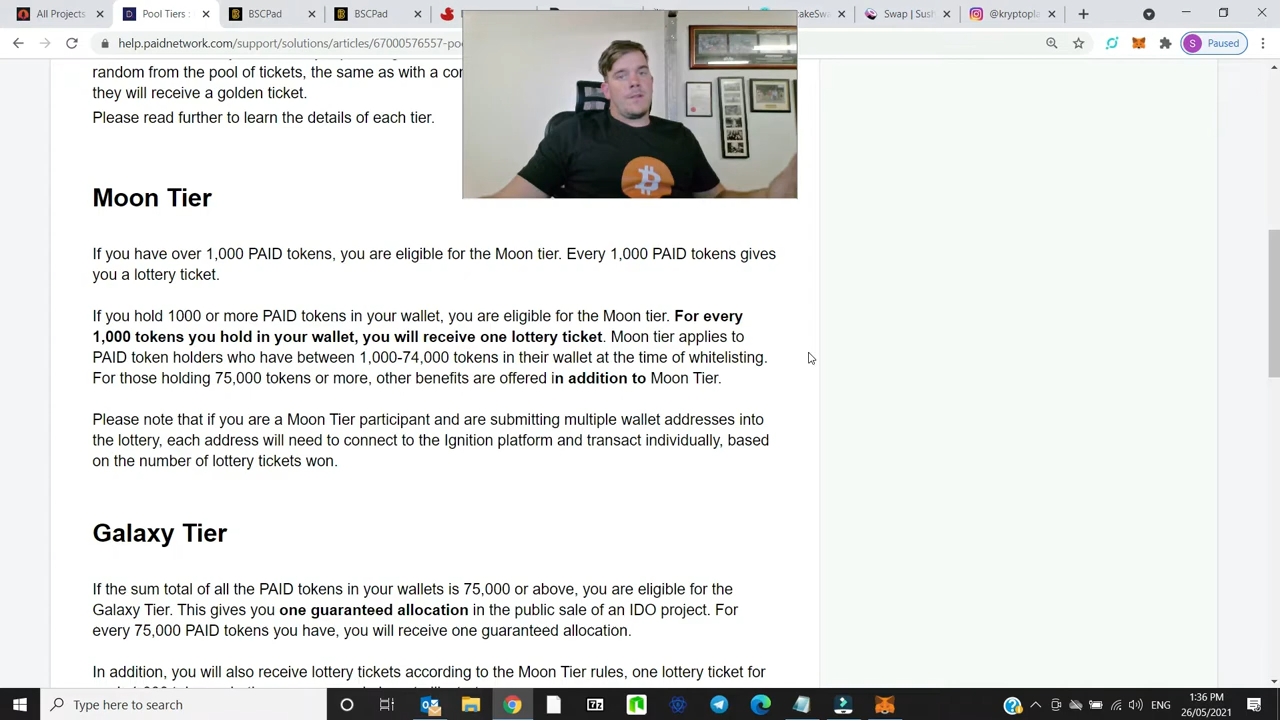 All Projects
Pool Tiers :
BSCPad
BSCPad
keSwa
Swap | Sush
@kryptopl
help.paidnetwork.com/support/solutions/articles/67000576557-po
S Paused
random from the pool of tickets, the same as with a co
they will receive a golden ticket.
Please read further to learn the details of each tier.
Moon Tier
If you have over 1,000 PAID tokens, you are eligible for the Moon tier. Every 1,000 PAID tokens gives
you a lottery ticket.
If you hold 1000 or more PAID tokens in your wallet, you are eligible for the Moon tier. For every
1,000 tokens you hold in your wallet, you will receive one lottery ticket. Moon tier applies to
PAID token holders who have between 1,000-74,000 tokens in their wallet at the time of whitelisting.
For those holding 75,000 tokens or more, other benefits are offered in addition to Moon Tier.
Please note that if you are a Moon Tier participant and are submitting multiple wallet addresses into
the lottery, each address will need to connect to the Ignition platform and transact individually, based
on the number of lottery tickets won.
Galaxy Tier
If the sum total of all the PAID tokens in your wallets is 75,000 or above, you are eligible for the
Galaxy Tier. This gives you one guaranteed allocation in the public sale of an IDO project. For
every 75,000 PAID tokens you have, you will receive one guaranteed allocation.
In addition, you will also receive lottery tickets according to the Moon Tier rules, one lottery ticket for
Type here to search
ENG
1:36 PM
26/05/2021